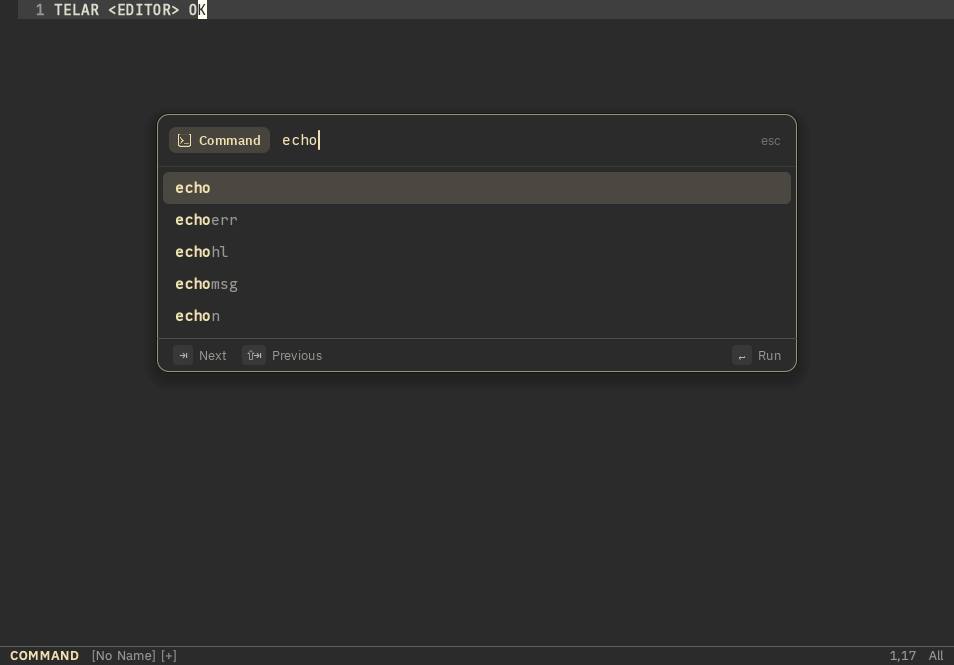 1 TELAR <EDITOR> OK
Command echo esc
echo
echoerr
echohl
echomsg
echon
⇥ Next ⇧⇥ Previous ↵ Run
COMMAND [No Name] [+] 1,17 All